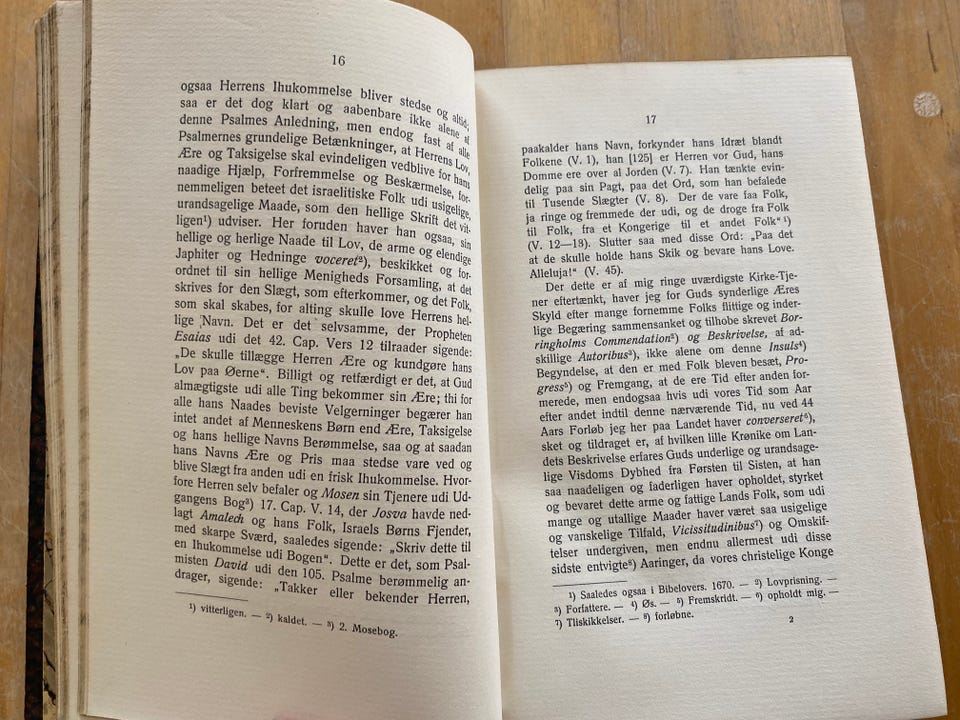 16
ogsaa Herrens Ihukommelse bliver stedse og altid;
saa er det dog klart og aabenbare ikke alene af
denne Psalmes Anledning, men endog fast af alle
Psalmernes grundelige Betænkninger, at Herrens Lov,
Ære og Taksigelse skal evindeligen vedblive for hans
naadige Hjælp, Forfremmelse og Beskærmelse, for-
nemmeligen beteet det israelitiske Folk udi usigelige,
urandsagelige Maade, som den hellige Skrift det vit-
ligen¹) udviser. Her foruden haver han ogsaa, sin
hellige og herlige Naade til Lov, de arme og elendige
Japhiter og Hedninge voceret²), beskikket og for-
ordnet til sin hellige Menigheds Forsamling, at det
skrives for den Slægt, som efterkommer, og det Folk,
som skal skabes, for alting skulle love Herrens hel-
lige Navn. Det er det selvsamme, der Propheten
Esaias udi det 42. Cap. Vers 12 tilraader sigende:
„De skulle tillægge Herren Ære og kundgøre hans
Lov paa Øerne“. Billigt og retfærdigt er det, at Gud
almægtigste udi alle Ting bekommer sin Ære; thi for
alle hans Naades beviste Velgerninger begærer han
intet andet af Menneskens Børn end Ære, Taksigelse
og hans hellige Navns Berømmelse, saa og at saadan
hans Navns Ære og Pris maa stedse vare ved og
blive Slægt fra anden udi en frisk Ihukommelse. Hvor-
fore Herren selv befaler og Mosen sin Tjenere udi Ud-
gangens Bog³) 17. Cap. V. 14, der Josva havde ned-
lagt Amalech og hans Folk, Israels Børns Fjender,
med skarpe Sværd, saaledes sigende: „Skriv dette til
en Ihukommelse udi Bogen“. Dette er det, som Psal-
misten David udi den 105. Psalme berømmelig an-
drager, sigende: „Takker eller bekender Herren,
¹) vitterligen. — ²) kaldet. — ³) 2. Mosebog.
17
paakalder hans Navn, forkynder hans Idræt blandt
Folkene (V. 1), han [125] er Herren vor Gud, hans
Domme ere over al Jorden (V. 7). Han tænkte evin-
delig paa sin Pagt, paa det Ord, som han befalede
til Tusende Slægter (V. 8). Der de vare faa Folk,
ja ringe og fremmede der udi, og de droge fra Folk
til Folk, fra et Kongerige til et andet Folk“¹)
(V. 12—13). Slutter saa med disse Ord: „Paa det
at de skulle holde hans Skik og bevare hans Love.
Alleluja!“ (V. 45).
Der dette er af mig ringe uværdigste Kirke-Tje-
ner eftertænkt, haver jeg for Guds synderlige Æres
Skyld efter mange fornemme Folks flittige og inder-
lige Begæring sammensanket og tilhobe skrevet Bor-
ringholms Commendation²) og Beskrivelse, af ad-
skillige Autoribus³), ikke alene om denne Insuls⁴)
Begyndelse, at den er med Folk bleven besæt, Pro-
gress⁵) og Fremgang, at de ere Tid efter anden for-
merede, men endogsaa hvis udi vores Tid som Aar
efter andet indtil denne nærværende Tid, nu ved 44
Aars Forløb jeg her paa Landet haver converseret⁶),
sket og tildraget er, af hvilken lille Krønike om Lan-
dets Beskrivelse erfares Guds underlige og urandsage-
lige Visdoms Dybhed fra Førsten til Sisten, at han
saa naadeligen og faderligen haver opholdet, styrket
og bevaret dette arme og fattige Lands Folk, som udi
mange og utallige Maader haver været saa usigelige
og vanskelige Tilfald, Vicissitudinibus⁷) og Omskif-
telser undergiven, men endnu allermest udi disse
sidste entvigte⁸) Aaringer, da vores christelige Konge
¹) Saaledes ogsaa i Bibelovers. 1670. — ²) Lovprisning. —
³) Forfattere. — ⁴) Øs. — ⁵) Fremskridt. — ⁶) opholdt mig. —
⁷) Tliskikkelser. — ⁸) forløbne.
2